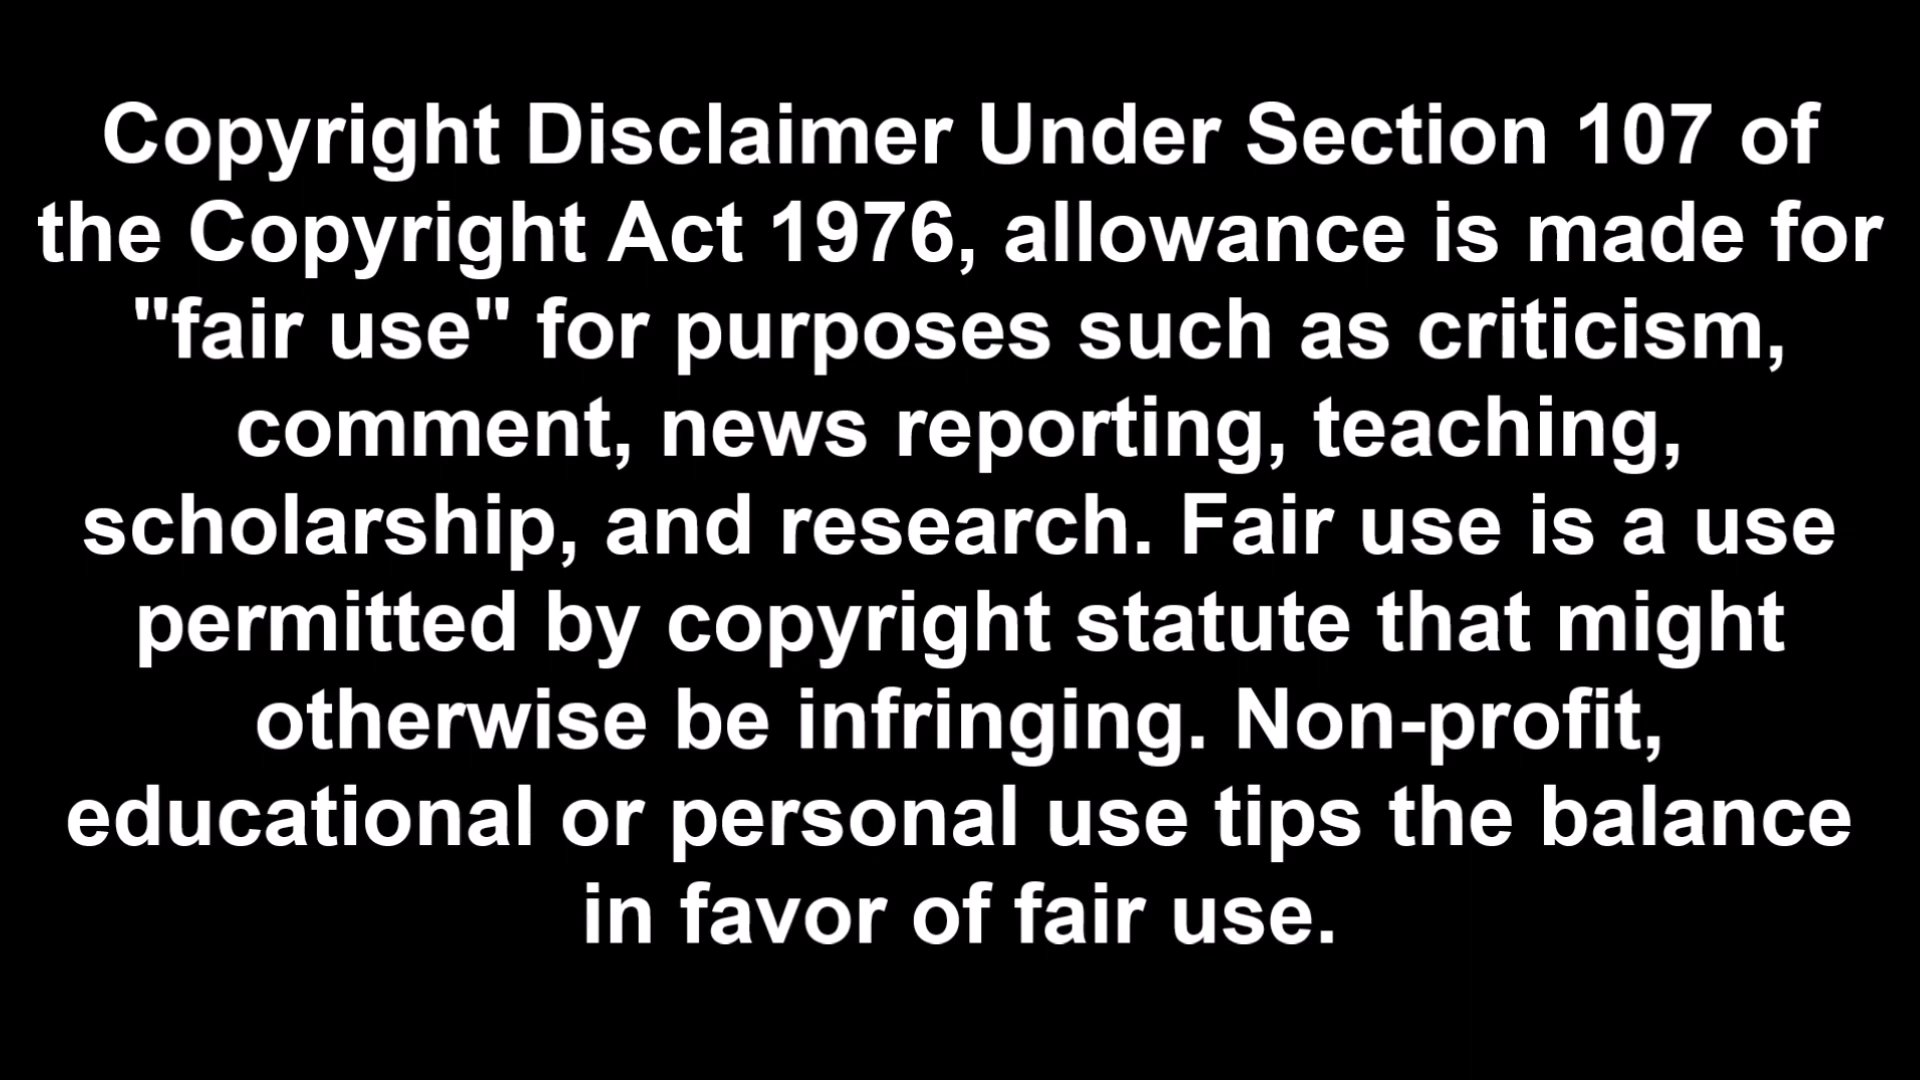 Copyright Disclaimer Under Section 107 of
the Copyright Act 1976, allowance is made for
"fair use" for purposes such as criticism,
comment, news reporting, teaching,
scholarship, and research. Fair use is a use
permitted by copyright statute that might
otherwise be infringing. Non-profit,
educational or personal use tips the balance
in favor of fair use.